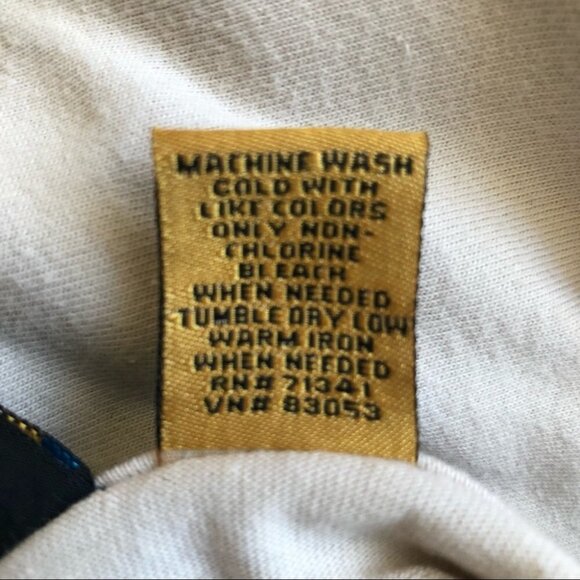 MACHINE WASH
COLD WITH
LIKE COLORS
ONLY NON-
CHLORINE
BLEACH
WHEN NEEDED
TUMBLE DRY LOW
WARM IRON
WHEN NEEDED
RN# 71341
VN# 83053